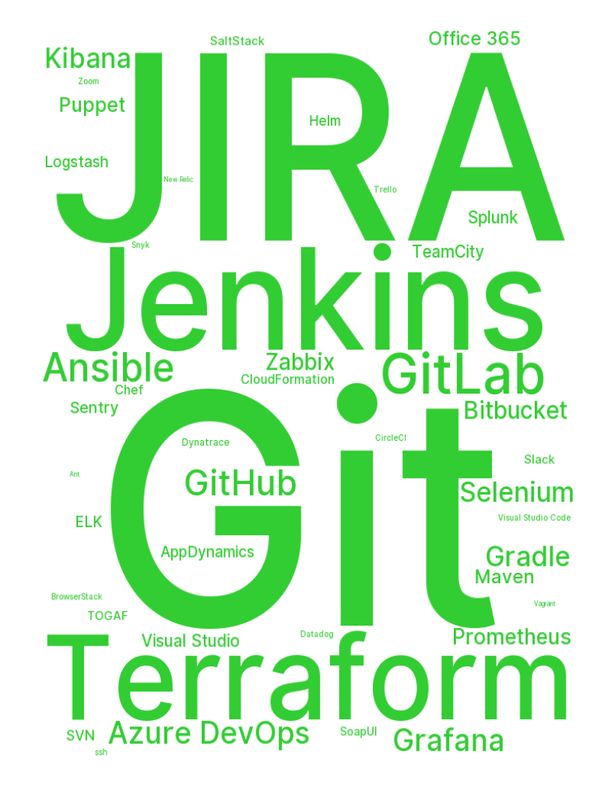 Office 365
SaltStack
Kibana
JIRA
Zoom
Puppet
Helm
Logstash
New Relic
Trello
Splunk
Snyk
TeamCity
Jenkins
Zabbix
Ansible
GitLab
CloudFormation
Chef
Sentry
Bitbucket
Git
CircleCI
Dynatrace
Slack
Ant
GitHub
Selenium
Visual Studio Code
ELK
AppDynamics
Gradle
Maven
BrowserStack
Vagrant
TOGAF
Datadog
Visual Studio
Prometheus
Terraform
SVN
Azure DevOps
SoapUI
Grafana
ssh